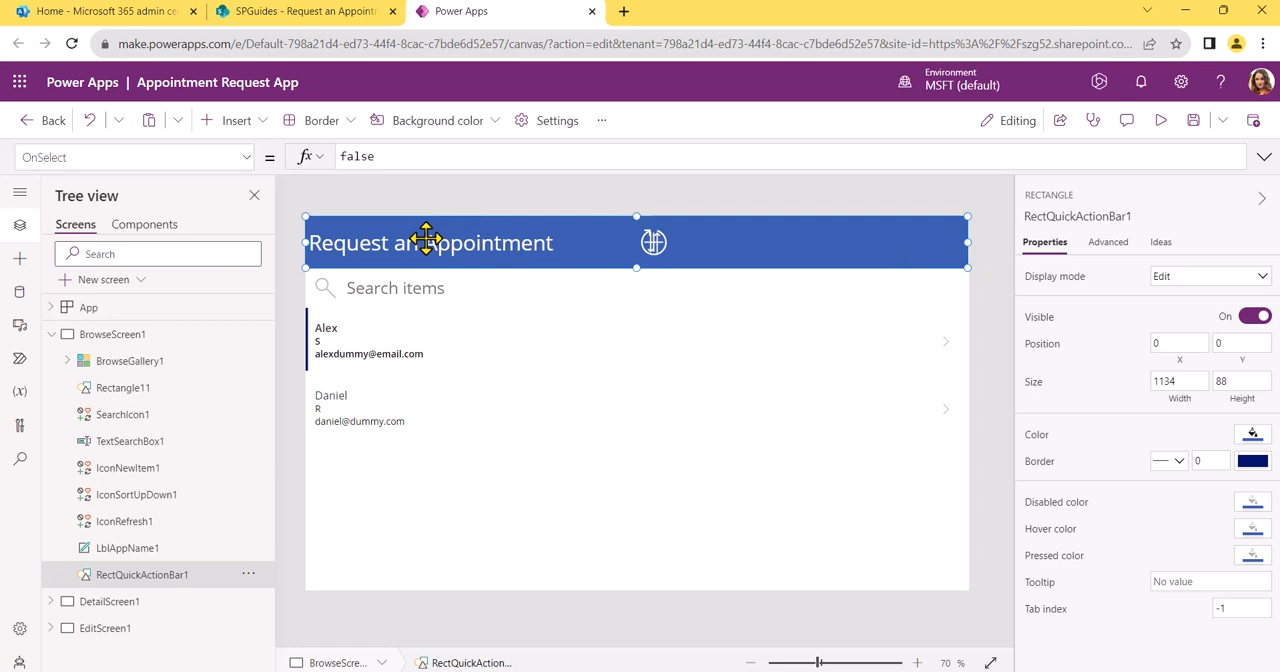 Home - Microsoft 365 admin ce
SPGuides - Request an Appointm
Power Apps
make.powerapps.com/e/Default-798a21d4-ed73-44f4-8cac-c7bde6d52e57/canvas/?action=edit&tenant=798a21d4-ed73-44f4-8cac-c7bde6d52e57&site-id=https%3A%2F%2Fszg52.sharepoint.co...
Power Apps | Appointment Request App
Environment
MSFT (default)
Back
Insert
Border
Background color
Settings
...
Editing
OnSelect
=
fx
false
Tree view
Screens
Components
Search
New screen
App
BrowseScreen1
BrowseGallery1
Rectangle11
SearchIcon1
TextSearchBox1
IconNewItem1
IconSortUpDown1
IconRefresh1
LblAppName1
RectQuickActionBar1
...
DetailScreen1
EditScreen1
Request an Appointment
Search items
Alex
S
alexdummy@email.com
Daniel
R
daniel@dummy.com
BrowseScre...
RectQuickAction...
70 %
RECTANGLE
RectQuickActionBar1
Properties
Advanced
Ideas
Display mode
Edit
Visible
On
Position
0
0
X
Y
Size
1134
88
Width
Height
Color
Border
0
Disabled color
Hover color
Pressed color
Tooltip
No value
Tab index
-1